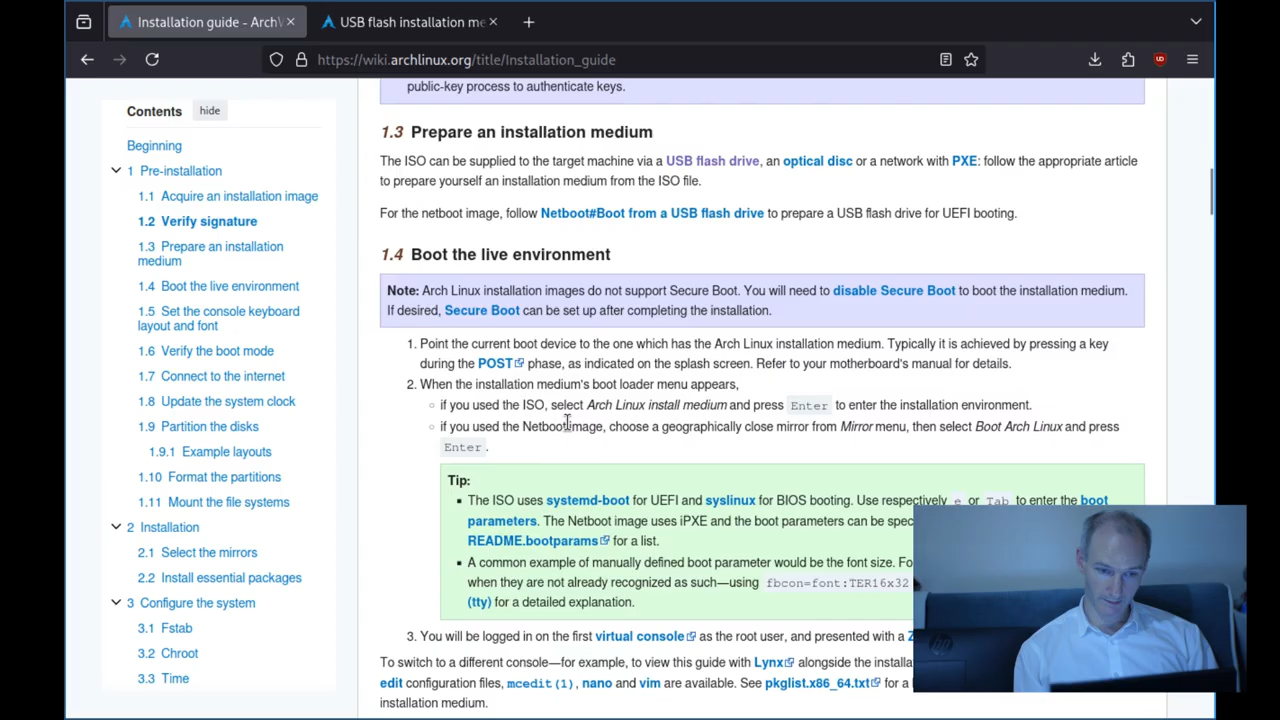 Installation guide - ArchW
USB flash installation me
https://wiki.archlinux.org/title/Installation_guide
UD
Contents
hide
Beginning
1 Pre-installation
1.1 Acquire an installation image
1.2 Verify signature
1.3 Prepare an installation
medium
1.4 Boot the live environment
1.5 Set the console keyboard
layout and font
1.6 Verify the boot mode
1.7 Connect to the internet
1.8 Update the system clock
1.9 Partition the disks
1.9.1 Example layouts
1.10 Format the partitions
1.11 Mount the file systems
2 Installation
2.1 Select the mirrors
2.2 Install essential packages
3 Configure the system
3.1 Fstab
3.2 Chroot
3.3 Time
public-key process to authenticate keys.
1.3 Prepare an installation medium
The ISO can be supplied to the target machine via a USB flash drive, an optical disc or a network with PXE: follow the appropriate article
to prepare yourself an installation medium from the ISO file.
For the netboot image, follow Netboot#Boot from a USB flash drive to prepare a USB flash drive for UEFI booting.
1.4 Boot the live environment
Note: Arch Linux installation images do not support Secure Boot. You will need to disable Secure Boot to boot the installation medium.
If desired, Secure Boot can be set up after completing the installation.
1. Point the current boot device to the one which has the Arch Linux installation medium. Typically it is achieved by pressing a key
during the POST phase, as indicated on the splash screen. Refer to your motherboard's manual for details.
2. When the installation medium's boot loader menu appears,
if you used the ISO, select Arch Linux install medium and press Enter to enter the installation environment.
if you used the Netboot image, choose a geographically close mirror from Mirror menu, then select Boot Arch Linux and press
Enter .
Tip:
The ISO uses systemd-boot for UEFI and syslinux for BIOS booting. Use respectively e or Tab to enter the boot
parameters. The Netboot image uses iPXE and the boot parameters can be spec
README.bootparams for a list.
A common example of manually defined boot parameter would be the font size. Fo
when they are not already recognized as such—using fbcon=font:TER16x32
(tty) for a detailed explanation.
3. You will be logged in on the first virtual console as the root user, and presented with a Z
To switch to a different console—for example, to view this guide with Lynx alongside the installa
edit configuration files, mcedit(1), nano and vim are available. See pkglist.x86_64.txt for a l
installation medium.
hp